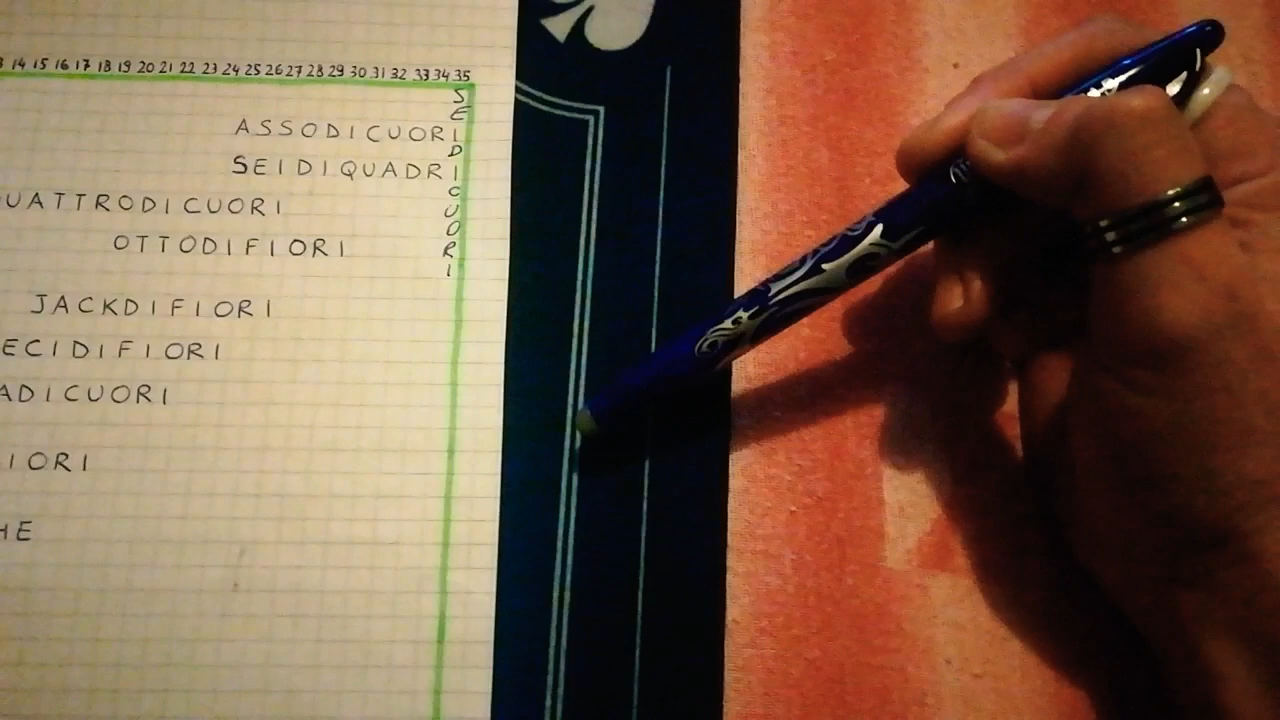 14 15 16 17 18 19 20 21 22 23 24 25 26 27 28 29 30 31 32 33 34 35
SEIDICUORI
ASSODICUORI
SEIDIQUADRI
UATTRODICUORI
OTTODIFIORI
JACKDIFIORI
ECIDIFIORI
ADICUORI
IORI
HE